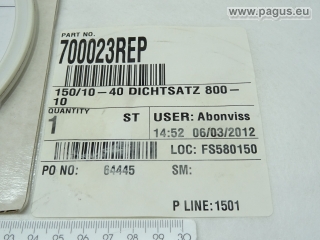 www.pagus.eu
PART NO.
700023REP
150/10-40 DICHTSATZ 800-
10
QUANTITY
1 ST USER: Abonviss
14:52 06/03/2012
LOC: FS580150
PO NO: 64445 SM:
P LINE: 1501
30